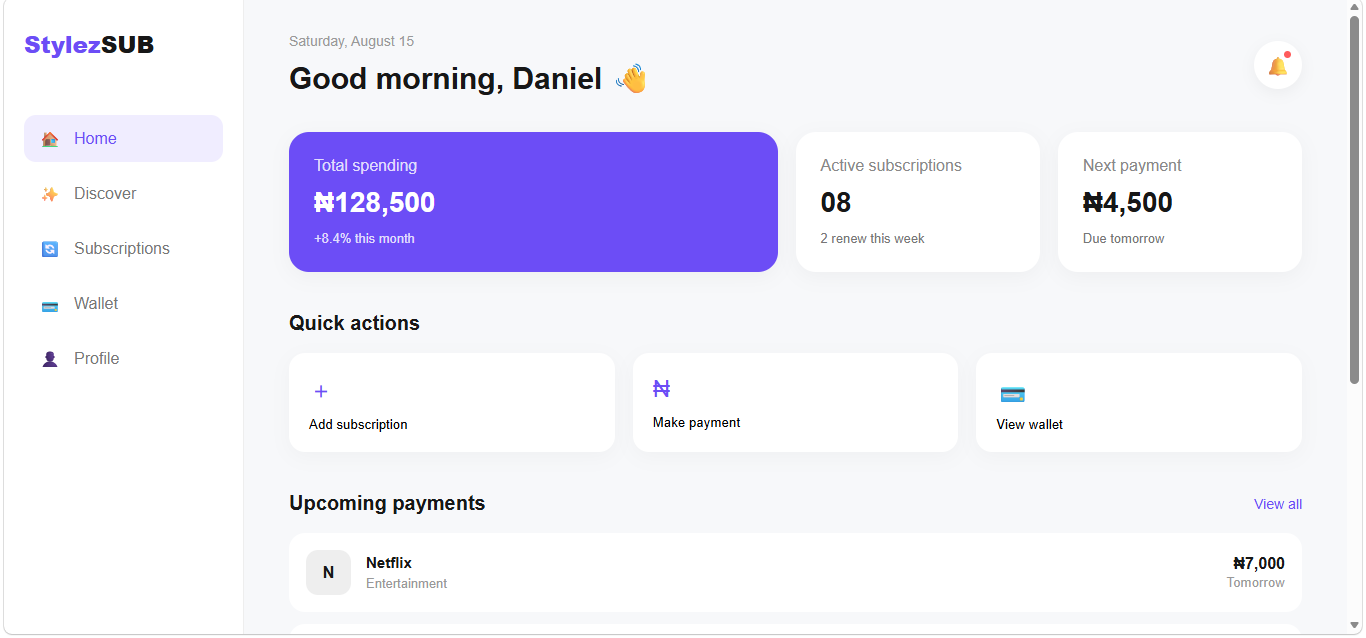 StylezSUB
Home
Discover
Subscriptions
Wallet
Profile
Saturday, August 15
Good morning, Daniel 👋
Total spending
₦128,500
+8.4% this month
Active subscriptions
08
2 renew this week
Next payment
₦4,500
Due tomorrow
Quick actions
+
Add subscription
₦
Make payment
View wallet
Upcoming payments
View all
N
Netflix
Entertainment
₦7,000
Tomorrow